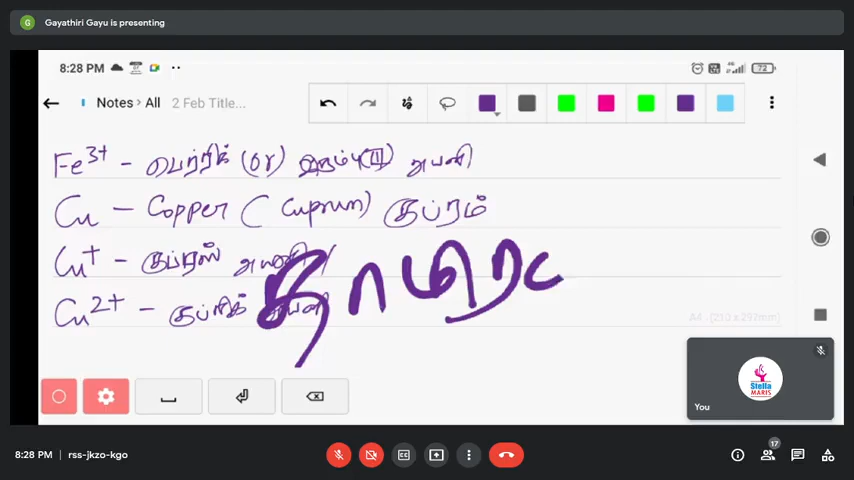 G Gayathiri Gayu is presenting
8:28 PM 72
Notes > All 2 Feb Title...
Fe3+ - பெர்ரிக் (or) இரும்பு(III) அயனி
Cu - Copper ( Cuprum) குப்ரம்
Cu+ - குப்ரஸ் அயனி
Cu2+ - குப்ரிக் அயனி
A4 - (210 x 297mm)
Stella
MARIS
You
8:28 PM | rss-jkzo-kgo
17